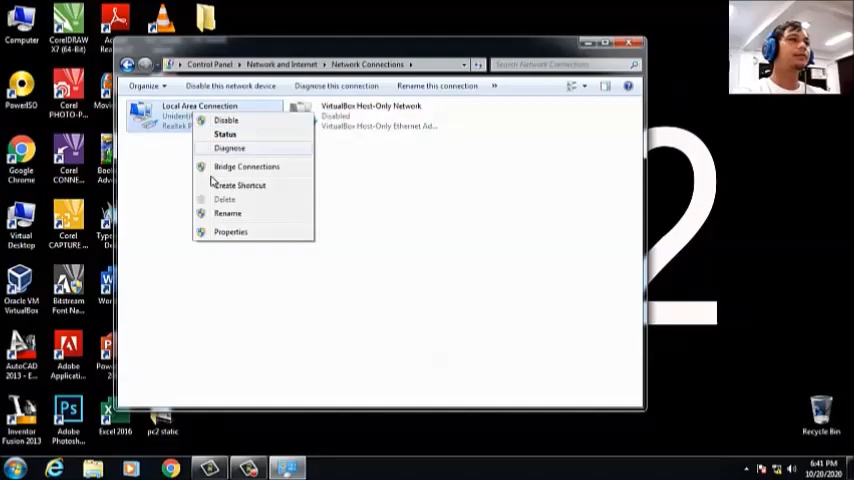 Control Panel ▸ Network and Internet ▸ Network Connections ▸
Search Network Connections
Organize
Disable this network device
Diagnose this connection
Rename this connection
»
Local Area Connection
Realtek
VirtualBox Host-Only Network
Disabled
VirtualBox Host-Only Ethernet Ad...
Disable
Status
Diagnose
Bridge Connections
Create Shortcut
Delete
Rename
Properties
Computer
CorelDRAW
X7 (64-Bit)
PowerISO
Corel
PHOTO-P...
Google
Chrome
Corel
CONNE...
Virtual
Desktop
Corel
CAPTURE ...
Oracle VM
VirtualBox
Bitstream
Font Na...
AutoCAD
2013 - E...
Adobe
Applicati...
Inventor
Fusion 2013
Adobe
Photosh...
Excel 2016
pc2 static
2
Recycle Bin
6:41 PM
10/20/2020